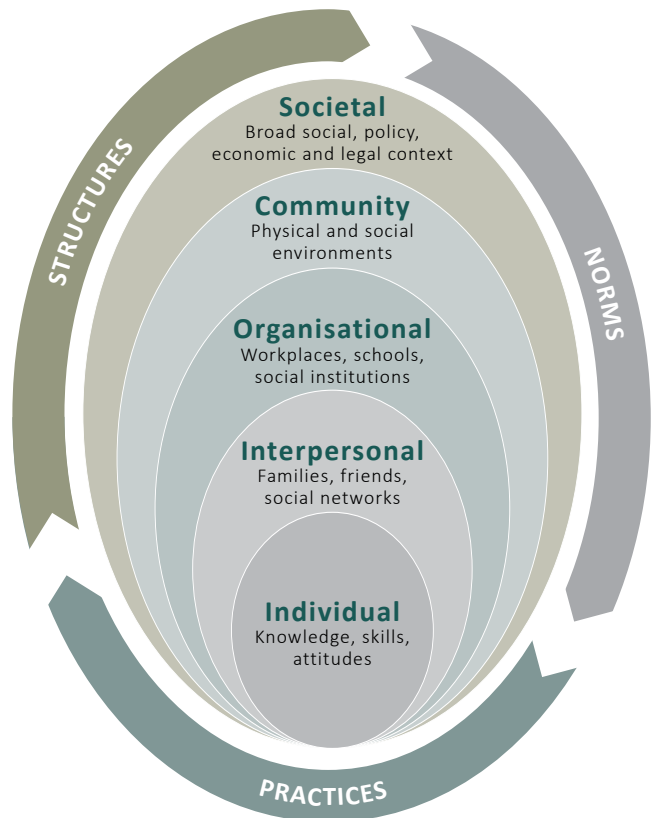 Societal
Broad social, policy,
economic and legal context
Community
Physical and social
environments
Organisational
Workplaces, schools,
social institutions
Interpersonal
Families, friends,
social networks
Individual
Knowledge, skills,
attitudes
STRUCTURES
NORMS
PRACTICES